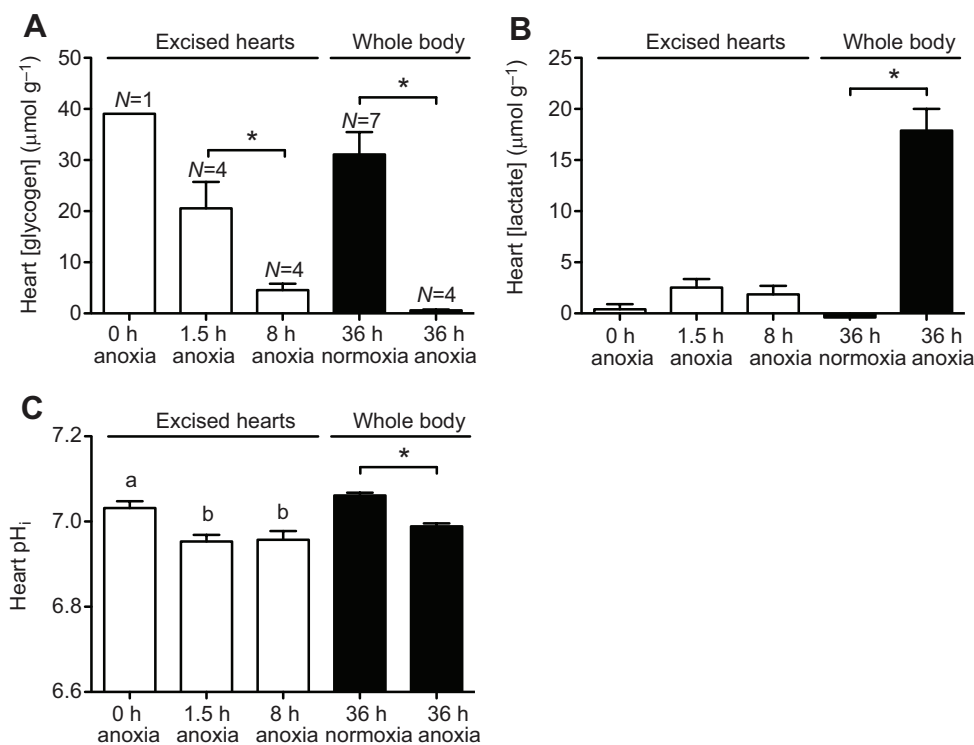 A
Excised hearts Whole body
50
40
30
20
10
0
Heart [glycogen] (μmol g⁻¹)
N=1
N=4
*
N=4
N=7
*
N=4
0 h 1.5 h 8 h 36 h 36 h
anoxia anoxia anoxia normoxia anoxia
B
Excised hearts Whole body
25
20
15
10
5
0
Heart [lactate] (μmol g⁻¹)
*
0 h 1.5 h 8 h 36 h 36 h
anoxia anoxia anoxia normoxia anoxia
C
Excised hearts Whole body
7.2
7.0
6.8
6.6
Heart pHᵢ
a
b
b
*
0 h 1.5 h 8 h 36 h 36 h
anoxia anoxia anoxia normoxia anoxia